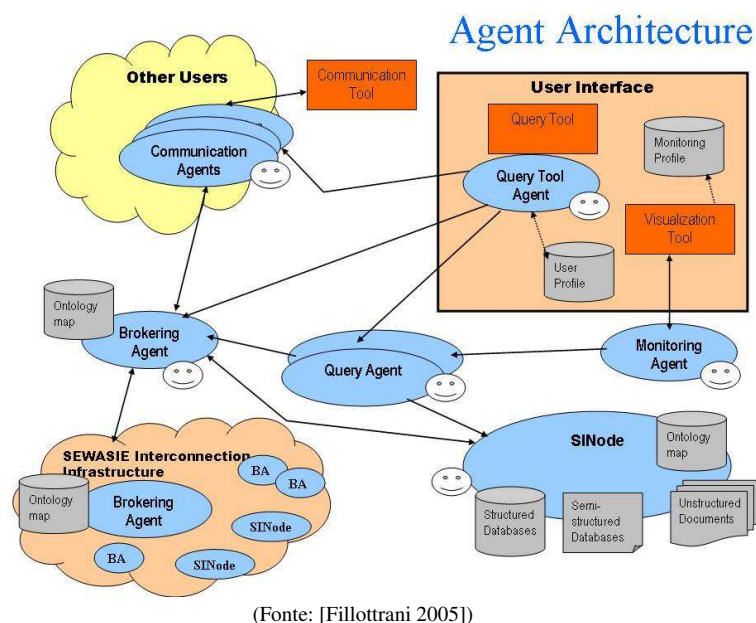 Agent Architecture
Other Users
Communication
Agents
Communication
Tool
User Interface
Query Tool
Query Tool
Agent
Monitoring
Profile
Visualization
Tool
User
Profile
Ontology
map
Brokering
Agent
Query Agent
Monitoring
Agent
SEWASIE Interconnection
Infrastructure
Ontology
map
Brokering
Agent
BA
BA
SINode
BA
SINode
SINode
Ontology
map
Structured
Databases
Semi-
structured
Databases
Unstructured
Documents
(Fonte: [Fillottrani 2005])